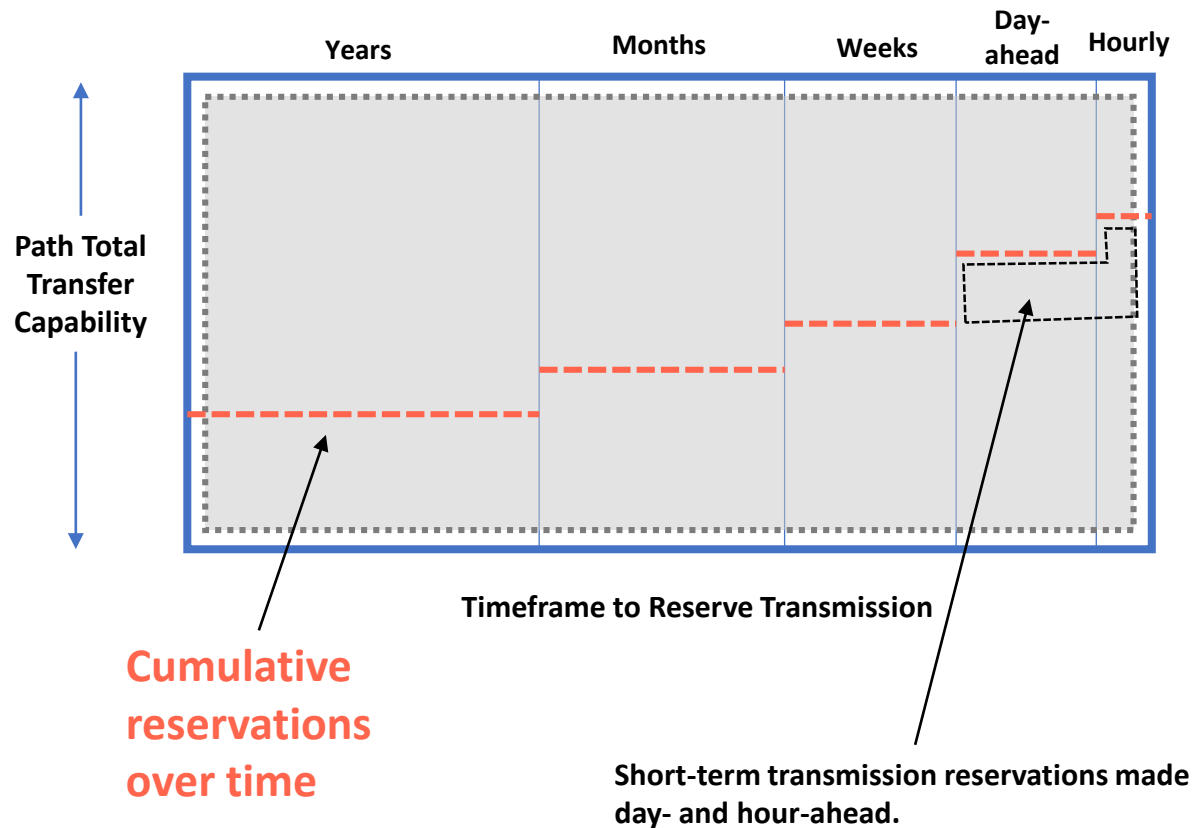 Years
Months
Weeks
Day-
ahead
Hourly
Path Total
Transfer
Capability
Timeframe to Reserve Transmission
Cumulative
reservations
over time
Short-term transmission reservations made
day- and hour-ahead.